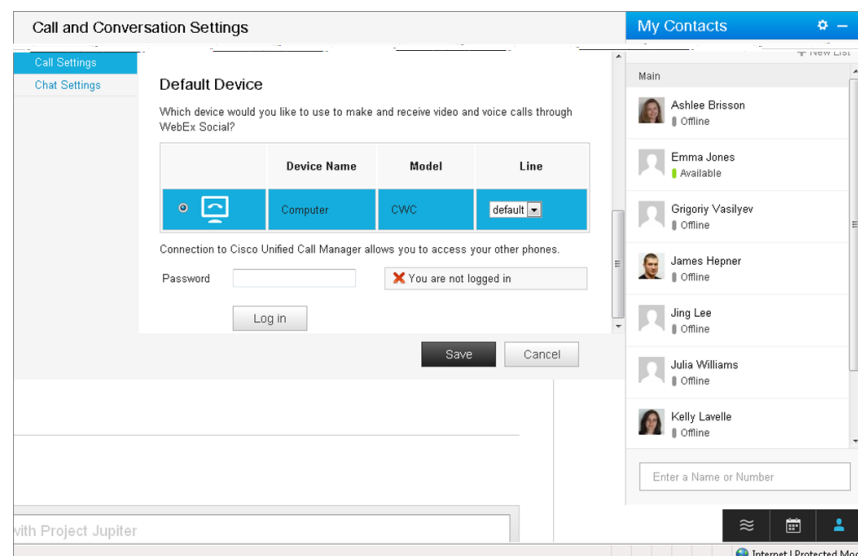 Call and Conversation Settings
Call Settings
Chat Settings
Default Device
Which device would you like to use to make and receive video and voice calls through
WebEx Social?
Device Name Model Line
Computer CWC default
Connection to Cisco Unified Call Manager allows you to access your other phones.
Password You are not logged in
Log in
Save Cancel
with Project Jupiter
My Contacts
New List
Main
Ashlee Brisson
Offline
Emma Jones
Available
Grigoriy Vasilyev
Offline
James Hepner
Offline
Jing Lee
Offline
Julia Williams
Offline
Kelly Lavelle
Offline
Enter a Name or Number
Internet | Protected Mod